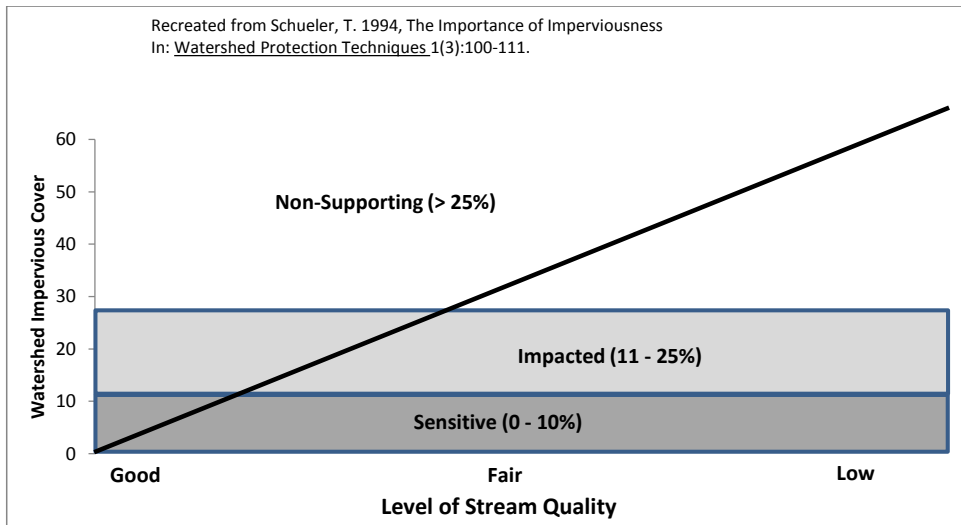 Recreated from Schueler, T. 1994, The Importance of Imperviousness
In: Watershed Protection Techniques 1(3):100-111.
Watershed Impervious Cover
60
50
40
30
20
10
0
Non-Supporting (> 25%)
Impacted (11 - 25%)
Sensitive (0 - 10%)
Good Fair Low
Level of Stream Quality